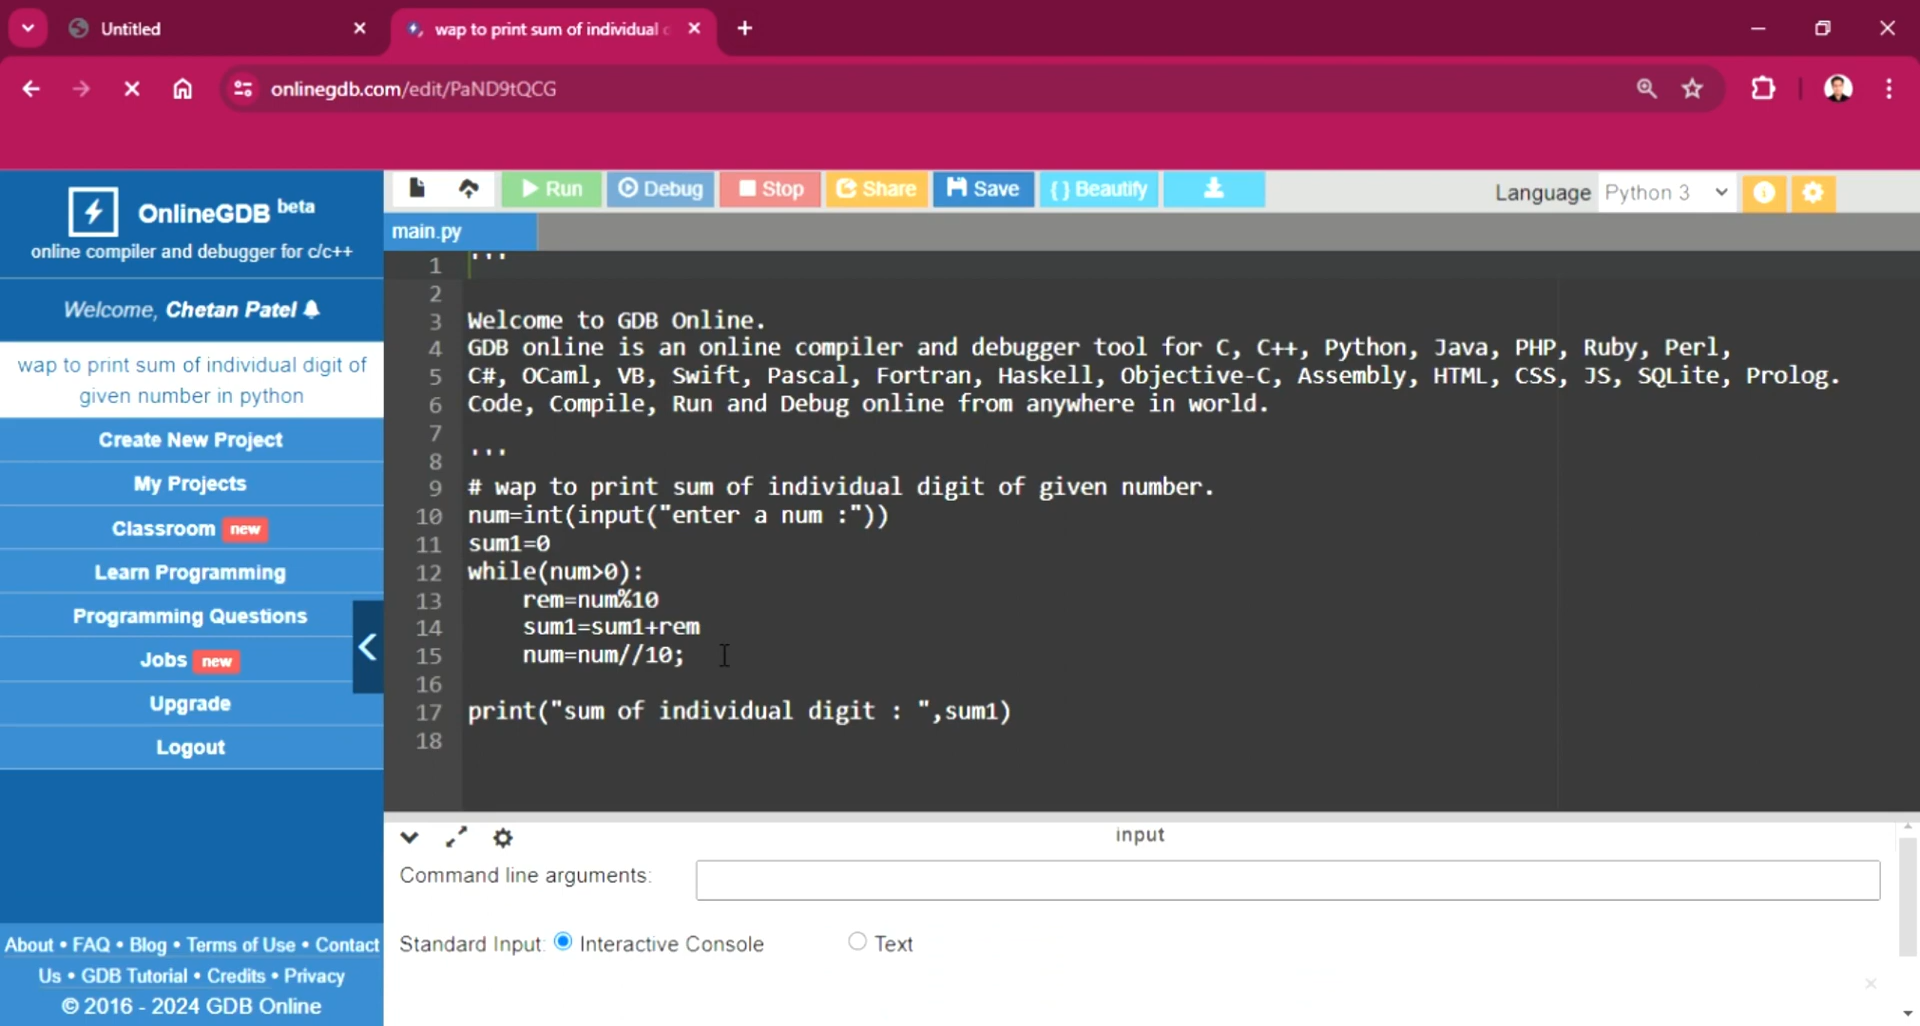 Untitled
wap to print sum of individual
onlinegdb.com/edit/PaND9tQCG
OnlineGDB beta
online compiler and debugger for c/c++
Welcome, Chetan Patel
wap to print sum of individual digit of
given number in python
Create New Project
My Projects
Classroom new
Learn Programming
Programming Questions
Jobs new
Upgrade
Logout
About • FAQ • Blog • Terms of Use • Contact
Us • GDB Tutorial • Credits • Privacy
© 2016 - 2024 GDB Online
Run Debug Stop Share Save { } Beautify Language Python 3
main.py
1 '''
2
3 Welcome to GDB Online.
4 GDB online is an online compiler and debugger tool for C, C++, Python, Java, PHP, Ruby, Perl,
5 C#, OCaml, VB, Swift, Pascal, Fortran, Haskell, Objective-C, Assembly, HTML, CSS, JS, SQLite, Prolog.
6 Code, Compile, Run and Debug online from anywhere in world.
7
8 '''
9 # wap to print sum of individual digit of given number.
10 num=int(input("enter a num :"))
11 sum1=0
12 while(num>0):
13 rem=num%10
14 sum1=sum1+rem
15 num=num//10;
16
17 print("sum of individual digit : ",sum1)
18
input
Command line arguments:
Standard Input: Interactive Console Text